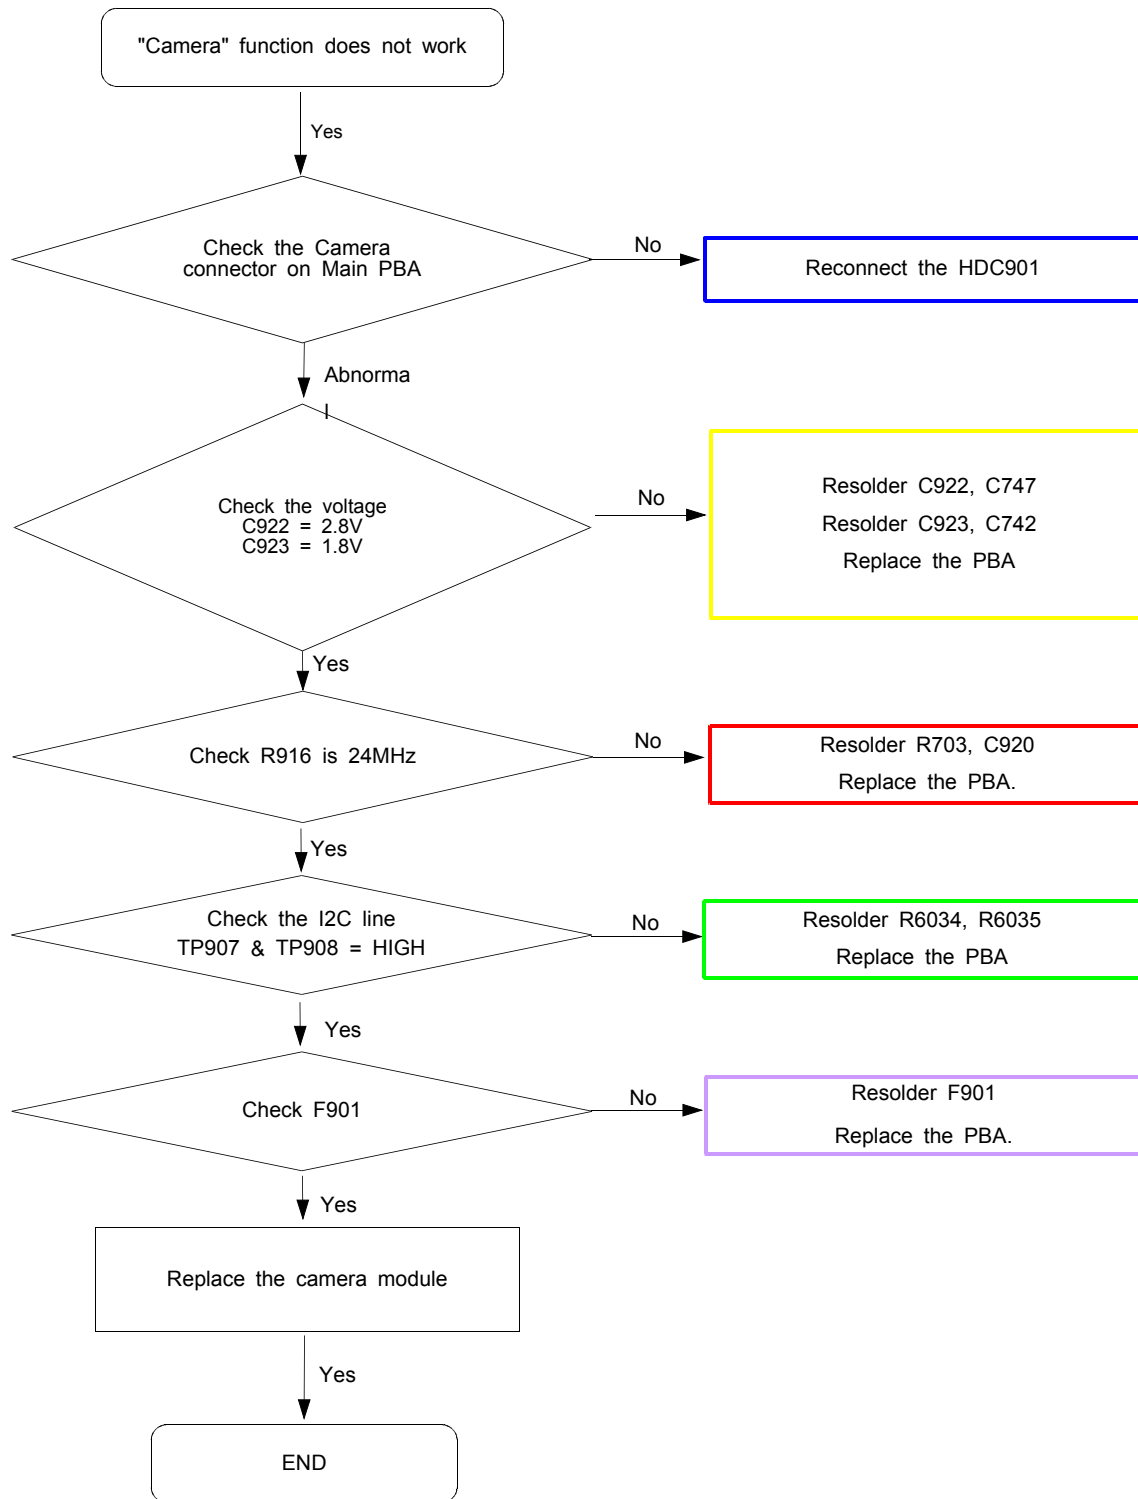 "Camera" function does not work
Yes
Check the Camera
connector on Main PBA
No
Reconnect the HDC901
Abnorma
l
Check the voltage
C922 = 2.8V
C923 = 1.8V
No
Resolder C922, C747
Resolder C923, C742
Replace the PBA
Yes
Check R916 is 24MHz
No
Resolder R703, C920
Replace the PBA.
Yes
Check the I2C line
TP907 & TP908 = HIGH
No
Resolder R6034, R6035
Replace the PBA
Yes
Check F901
No
Resolder F901
Replace the PBA.
Yes
Replace the camera module
Yes
END